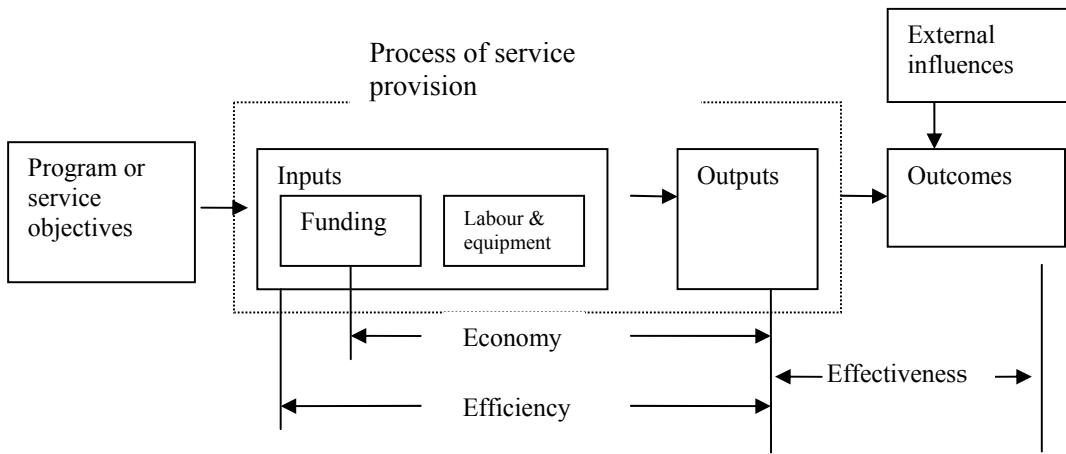 Process of service
provision
External
influences
Program or
service
objectives
Inputs
Funding
Labour &
equipment
Outputs
Outcomes
Economy
Effectiveness
Efficiency